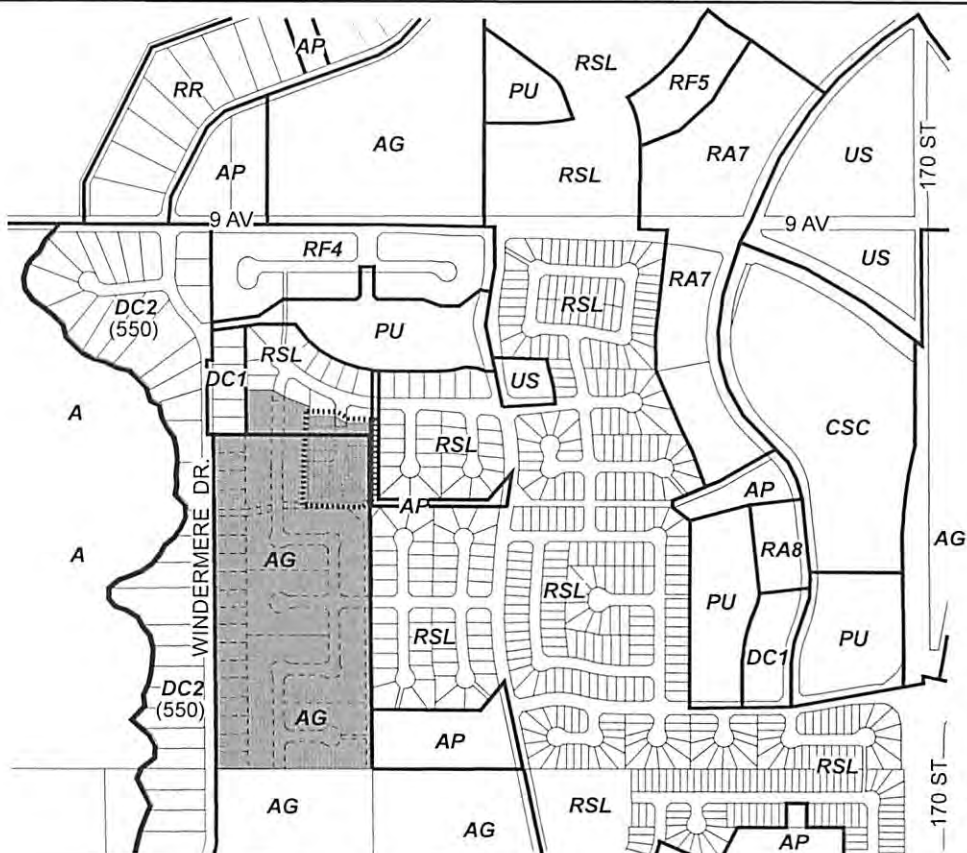 AP
RR
RSL
PU
RF5
AG
RA7
US
170 ST
AP
RSL
9 AV
9 AV
RF4
US
RA7
DC2
(550)
RSL
PU
RSL
DC1
US
A
CSC
RSL
WINDERMERE DR.
AP
AP
A
AG
RA8
AG
RSL
PU
RSL
DC1
PU
DC2
(550)
AG
AP
RSL
AG
RSL
170 ST
AG
AP